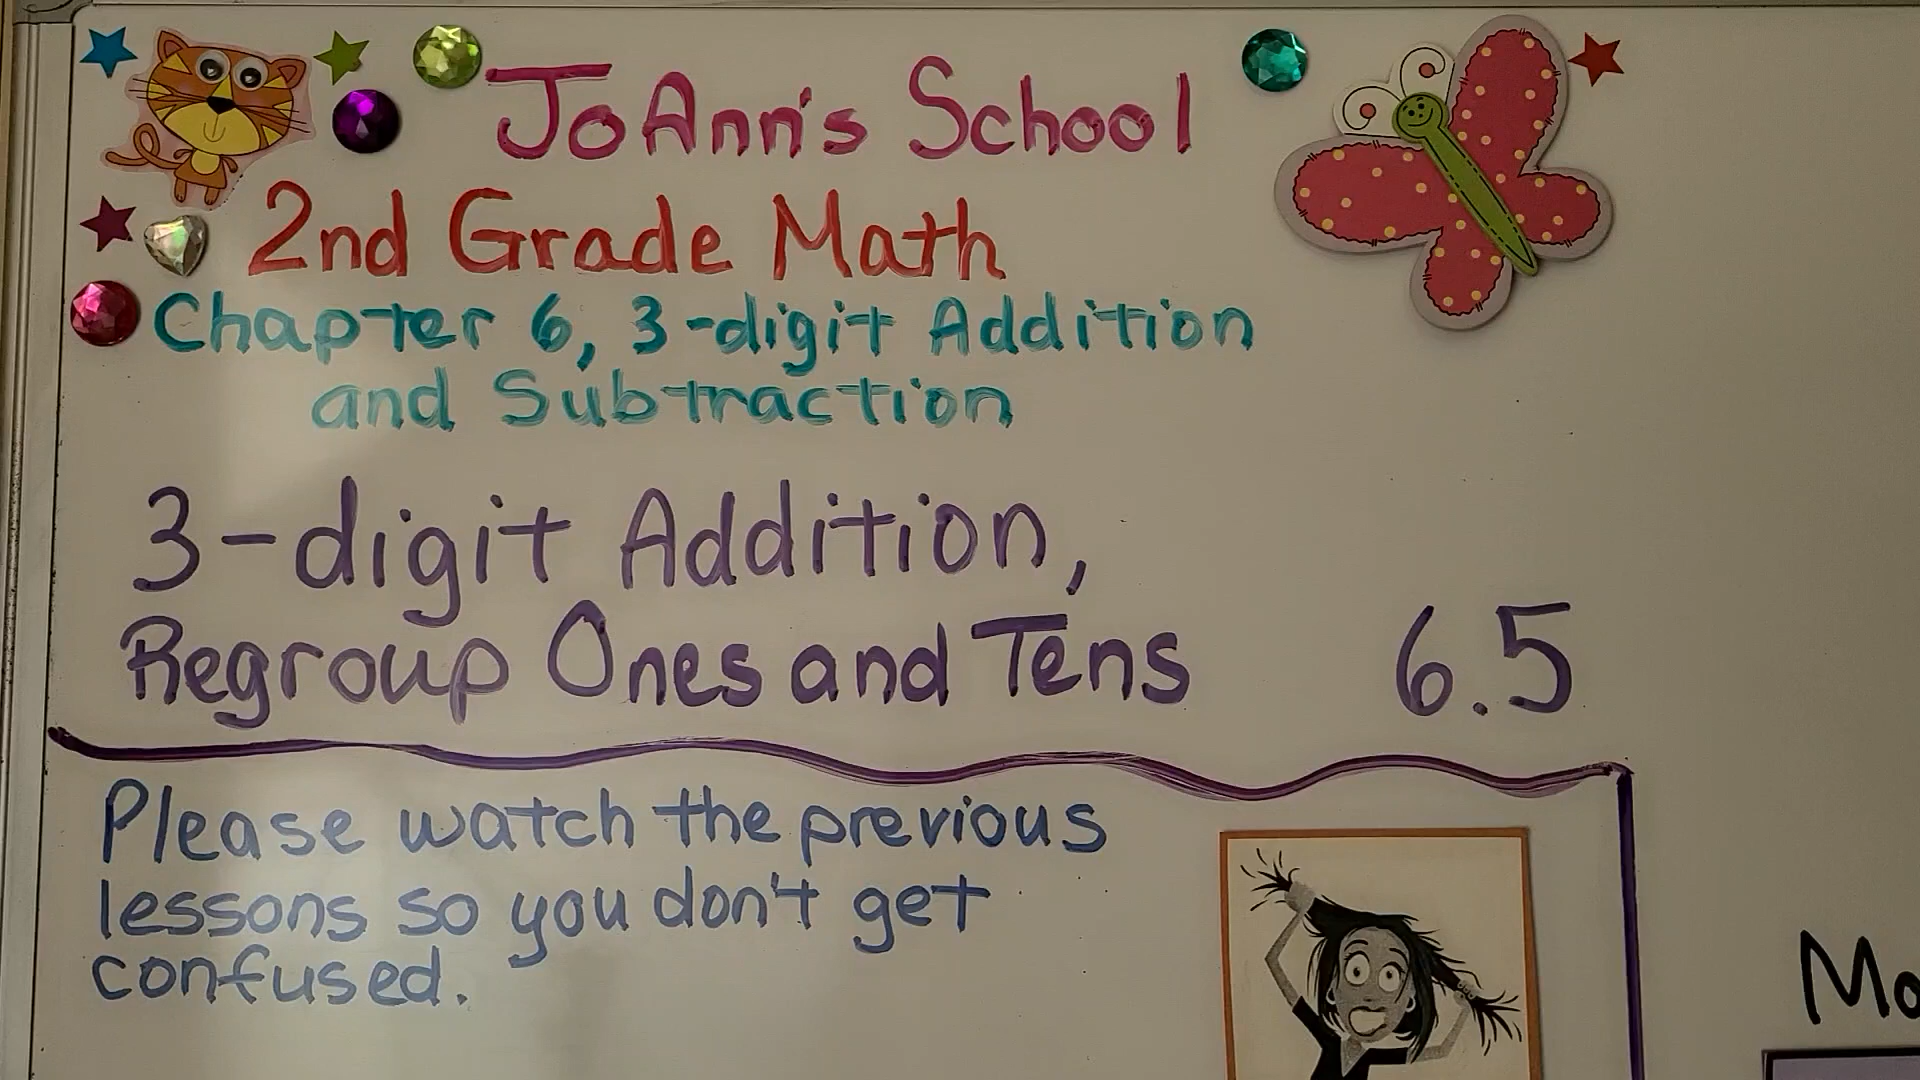 JoAnn's School
2nd Grade Math
Chapter 6, 3-digit Addition
and Subtraction
3-digit Addition,
Regroup Ones and Tens 6.5
Please watch the previous
lessons so you don't get
confused.